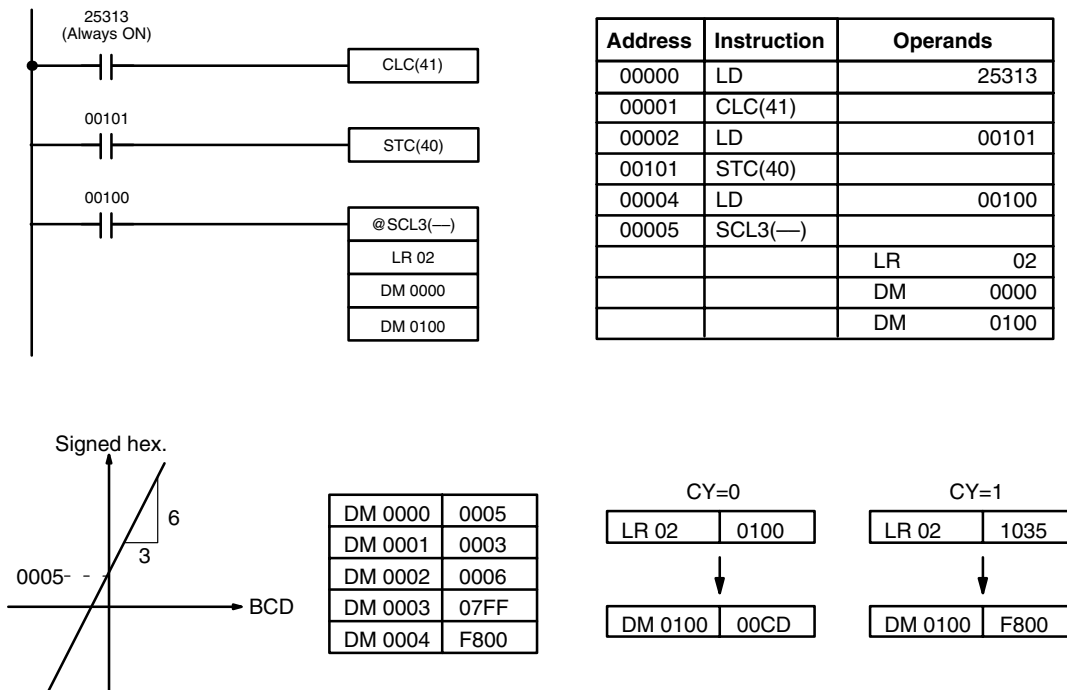 25313
(Always ON)
CLC(41)
00101
STC(40)
00100
@SCL3(––)
LR 02
DM 0000
DM 0100
Address Instruction Operands
00000 LD 25313
00001 CLC(41)
00002 LD 00101
00101 STC(40)
00004 LD 00100
00005 SCL3(––)
LR 02
DM 0000
DM 0100
Signed hex.
6
3
0005
BCD
DM 0000 0005
DM 0001 0003
DM 0002 0006
DM 0003 07FF
DM 0004 F800
CY=0
LR 02 0100
DM 0100 00CD
CY=1
LR 02 1035
DM 0100 F800